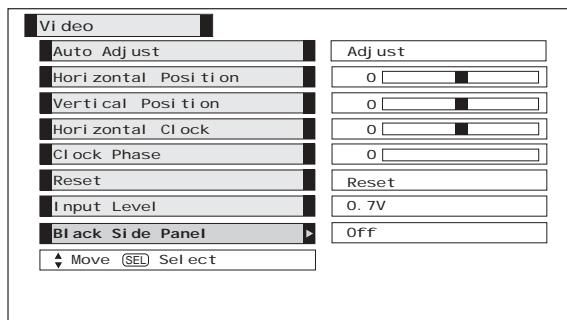 Video
Auto Adjust Adjust
Horizontal Position 0
Vertical Position 0
Horizontal Clock 0
Clock Phase 0
Reset Reset
Input Level 0.7V
Black Side Panel Off
Move SEL Select